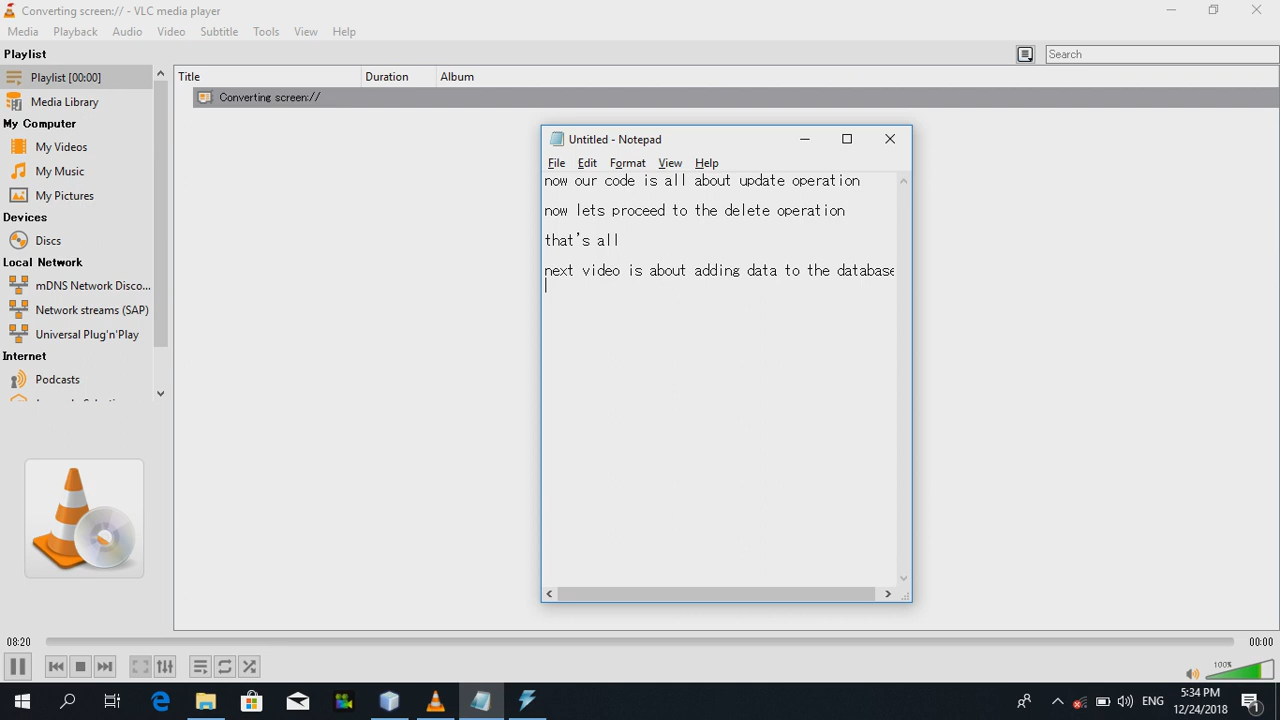 Converting screen:// - VLC media player
Media Playback Audio Video Subtitle Tools View Help
Playlist
Search
Playlist [00:00]
Title Duration Album
Media Library
Converting screen://
My Computer
My Videos
My Music
My Pictures
Devices
Discs
Local Network
mDNS Network Disco...
Network streams (SAP)
Universal Plug'n'Play
Internet
Podcasts
Untitled - Notepad
File Edit Format View Help
now our code is all about update operation
now lets proceed to the delete operation
that's all
next video is about adding data to the database
08:20
00:00
100%
ENG
5:34 PM
12/24/2018
1